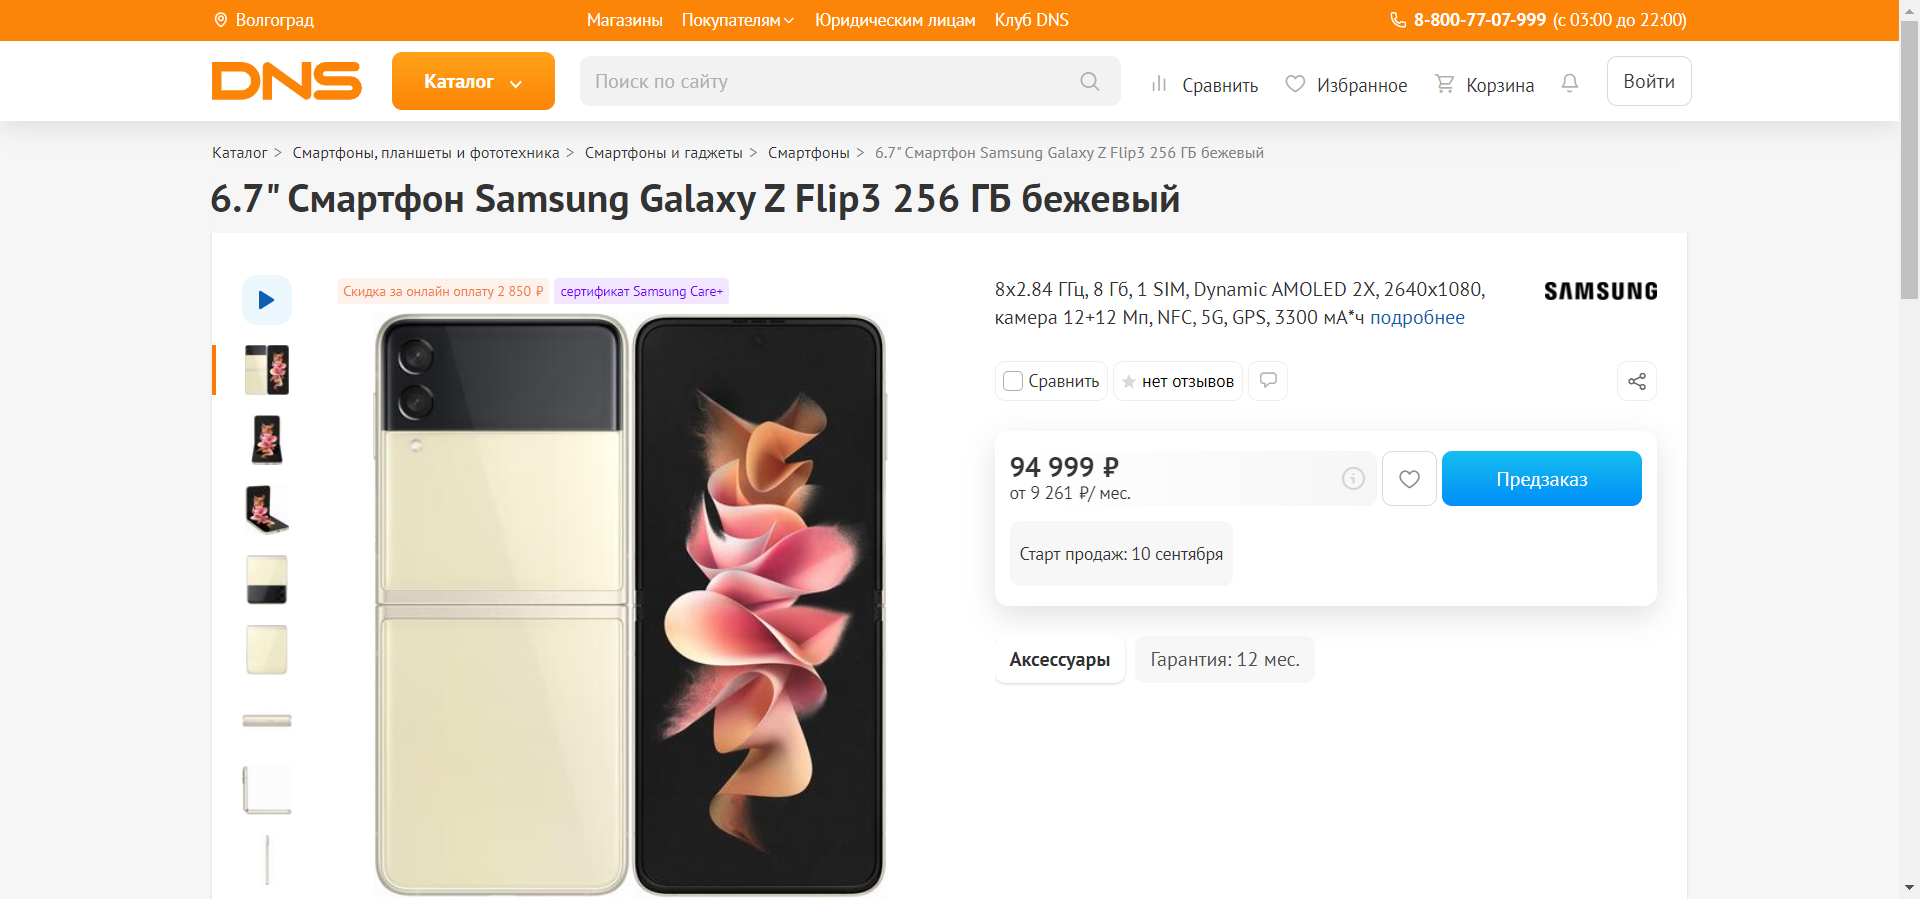 Волгоград
Магазины Покупателям Юридическим лицам Клуб DNS
8-800-77-07-999 (с 03:00 до 22:00)
DNS
Каталог
Поиск по сайту
Сравнить Избранное Корзина
Войти
Каталог > Смартфоны, планшеты и фототехника > Смартфоны и гаджеты > Смартфоны > 6.7" Смартфон Samsung Galaxy Z Flip3 256 ГБ бежевый
6.7" Смартфон Samsung Galaxy Z Flip3 256 ГБ бежевый
Скидка за онлайн оплату 2 850 ₽
сертификат Samsung Care+
8x2.84 ГГц, 8 Гб, 1 SIM, Dynamic AMOLED 2X, 2640x1080,
камера 12+12 Мп, NFC, 5G, GPS, 3300 мА*ч подробнее
SAMSUNG
Сравнить
нет отзывов
94 999 ₽
от 9 261 ₽/ мес.
Предзаказ
Старт продаж: 10 сентября
Аксессуары
Гарантия: 12 мес.